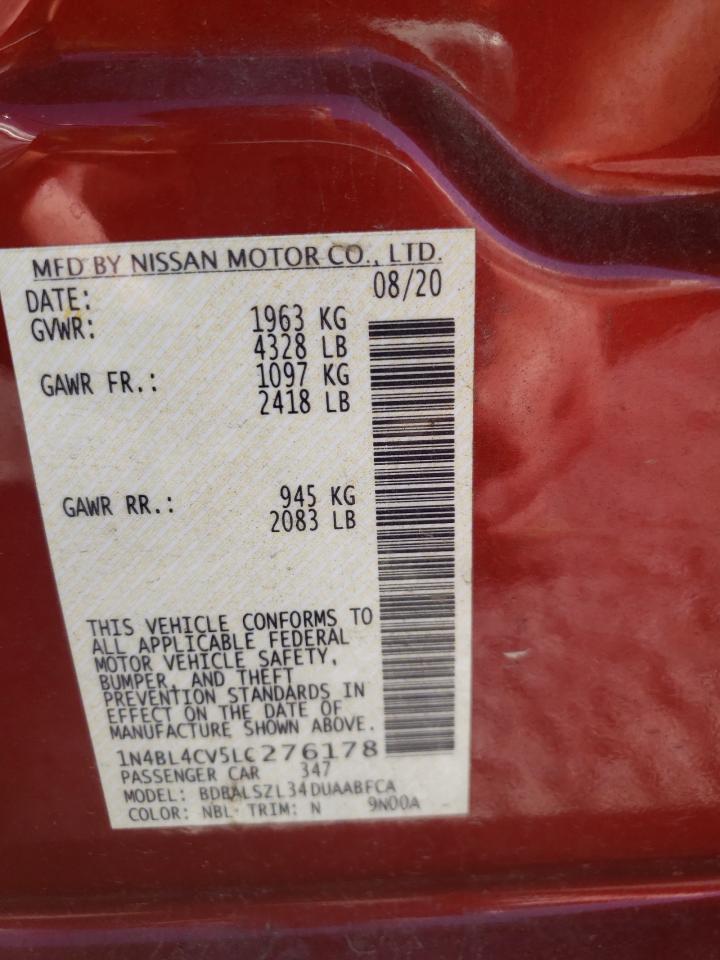 MFD BY NISSAN MOTOR CO., LTD.
DATE: 08/20
GVWR: 1963 KG
4328 LB
GAWR FR.: 1097 KG
2418 LB
GAWR RR.: 945 KG
2083 LB
THIS VEHICLE CONFORMS TO
ALL APPLICABLE FEDERAL
MOTOR VEHICLE SAFETY,
BUMPER, AND THEFT
PREVENTION STANDARDS IN
EFFECT ON THE DATE OF
MANUFACTURE SHOWN ABOVE.
1N4BL4CV5LC276178
PASSENGER CAR 347
MODEL: BDBALSZL34DUAABFCA
COLOR: NBL TRIM: N 9N00A